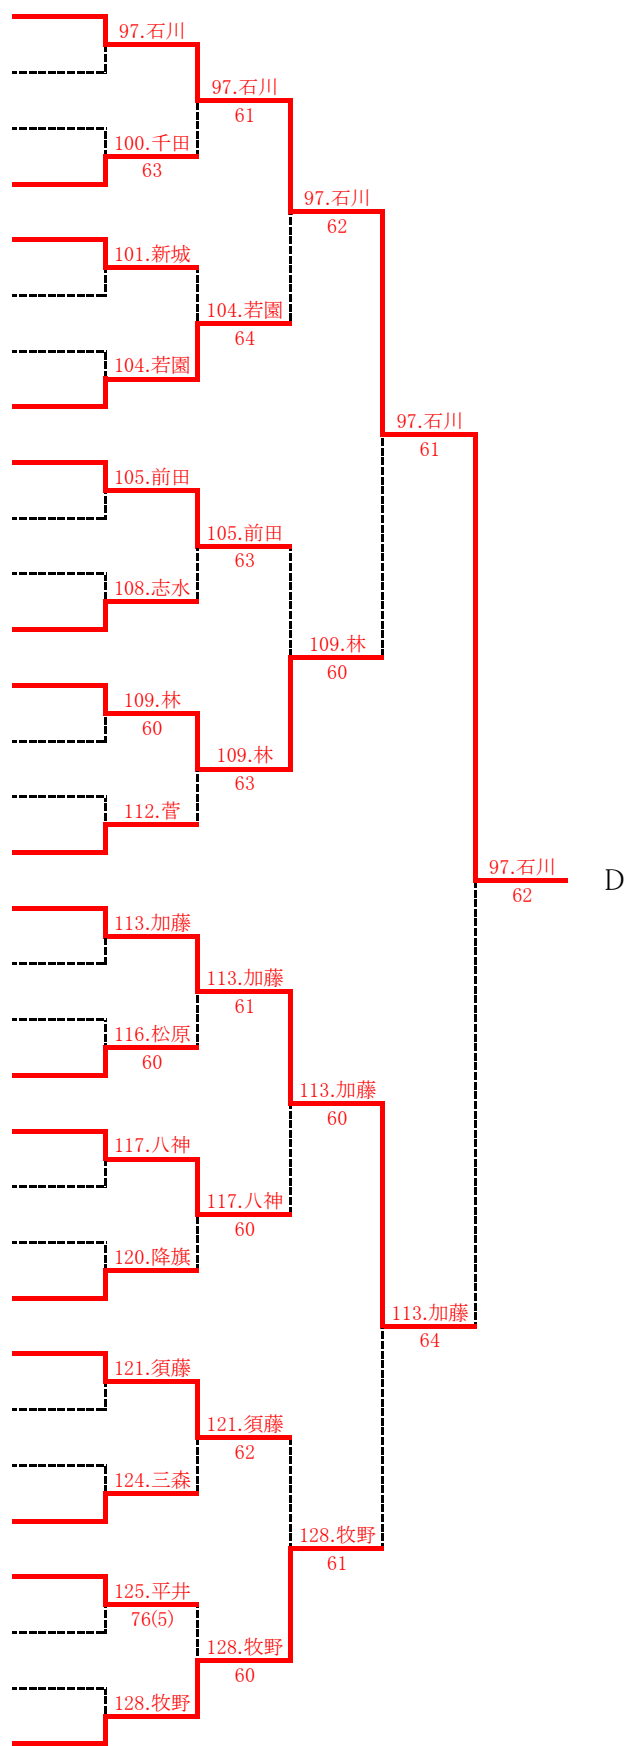 97.石川
97.石川
61
100.千田
63
97.石川
62
101.新城
104.若園
64
104.若園
97.石川
61
105.前田
105.前田
63
108.志水
109.林
60
109.林
60
109.林
63
112.菅
97.石川
62
D
113.加藤
113.加藤
61
116.松原
60
113.加藤
60
117.八神
117.八神
60
120.降旗
113.加藤
64
121.須藤
121.須藤
62
124.三森
128.牧野
61
125.平井
76(5)
128.牧野
60
128.牧野